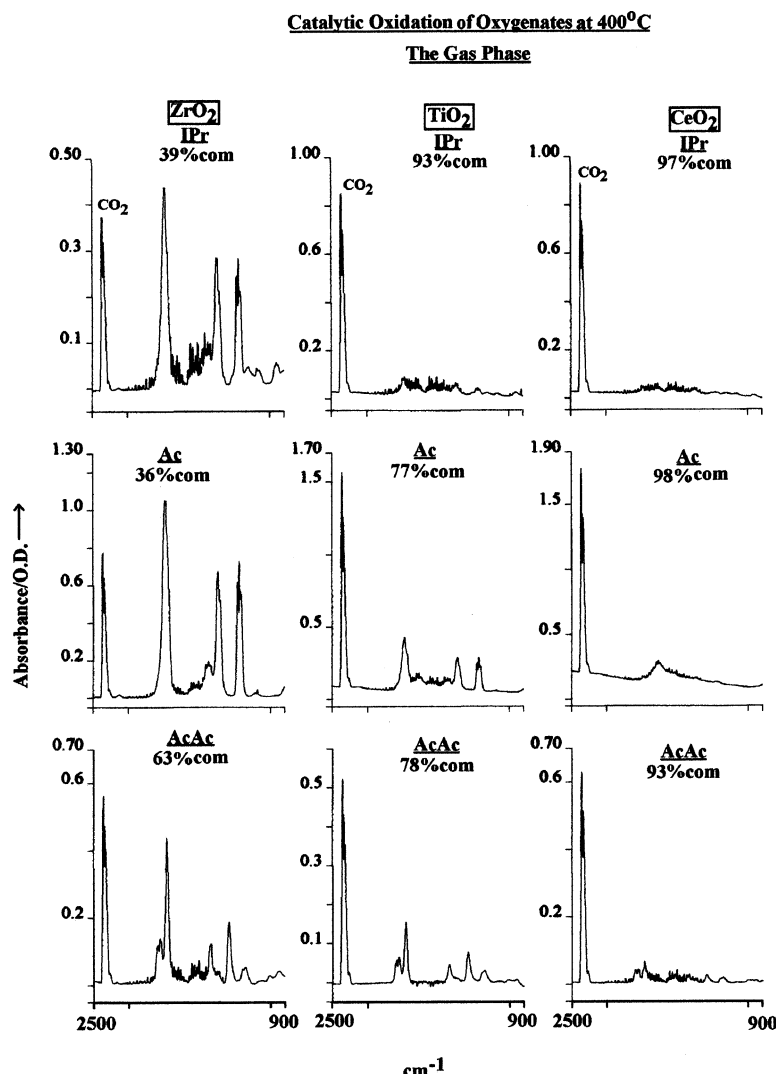 Catalytic Oxidation of Oxygenates at 400°C
The Gas Phase
ZrO2
IPr
39%com
TiO2
IPr
93%com
CeO2
IPr
97%com
0.50
0.3
0.1
CO2
1.00
0.6
0.2
CO2
1.00
0.6
0.2
CO2
Absorbance/O.D. →
1.30
1.0
0.6
0.2
Ac
36%com
1.70
1.5
0.5
Ac
77%com
1.90
1.5
0.5
Ac
98%com
0.70
0.6
0.2
AcAc
63%com
0.5
0.3
0.1
AcAc
78%com
0.70
0.6
0.2
AcAc
93%com
2500 900
2500 900
2500 900
cm-1